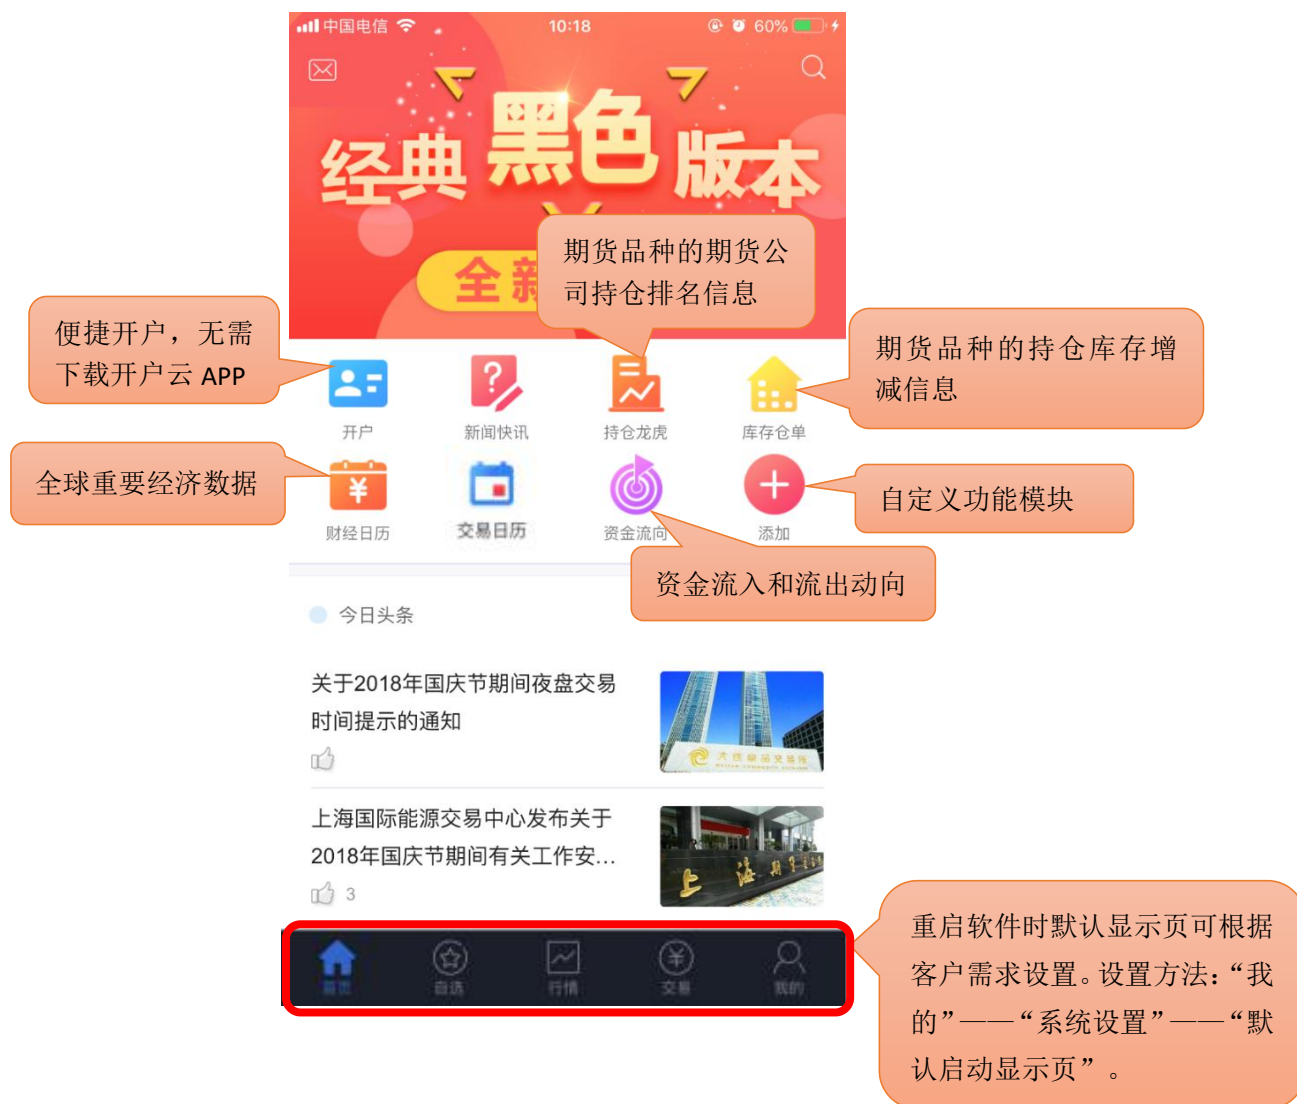 中国电信
10:18
60%
经典黑色版本
全新
期货品种的期货公
司持仓排名信息
便捷开户，无需
下载开户云 APP
期货品种的持仓库存增
减信息
开户
新闻快讯
持仓龙虎
库存仓单
全球重要经济数据
自定义功能模块
财经日历
交易日历
资金流向
添加
资金流入和流出动向
今日头条
关于2018年国庆节期间夜盘交易
时间提示的通知
大连商品交易所
上海国际能源交易中心发布关于
2018年国庆节期间有关工作安...
3
上海期
首页
自选
行情
交易
我的
重启软件时默认显示页可根据
客户需求设置。设置方法：“我
的”——“系统设置”——“默
认启动显示页”。